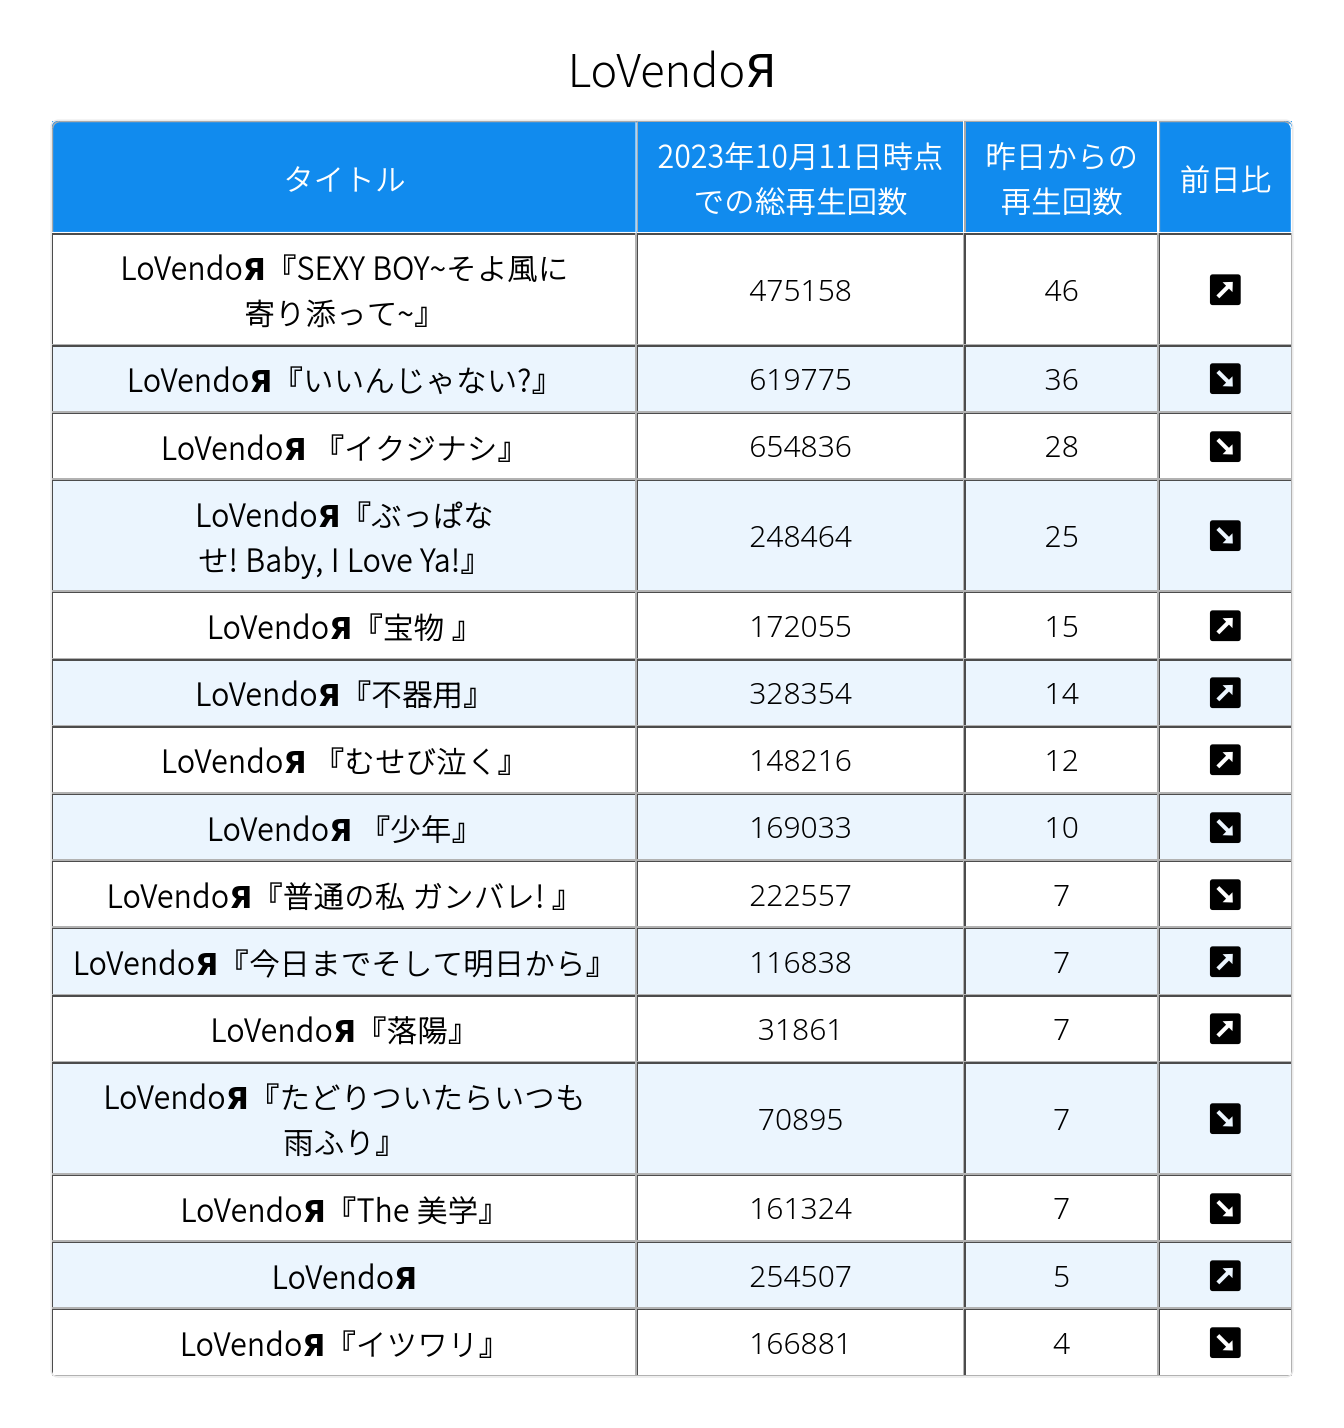 LoVendoЯ
タイトル
2023年10月11日時点
での総再生回数
昨日からの
再生回数
前日比
LoVendoЯ『SEXY BOY~そよ風に
寄り添って~』
475158
46
LoVendoЯ『いいんじゃない?』
619775
36
LoVendoЯ 『イクジナシ』
654836
28
LoVendoЯ『ぶっぱな
せ! Baby, I Love Ya!』
248464
25
LoVendoЯ『宝物 』
172055
15
LoVendoЯ『不器用』
328354
14
LoVendoЯ 『むせび泣く』
148216
12
LoVendoЯ 『少年』
169033
10
LoVendoЯ『普通の私 ガンバレ! 』
222557
7
LoVendoЯ『今日までそして明日から』
116838
7
LoVendoЯ『落陽』
31861
7
LoVendoЯ『たどりついたらいつも
雨ふり』
70895
7
LoVendoЯ『The 美学』
161324
7
LoVendoЯ
254507
5
LoVendoЯ『イツワリ』
166881
4